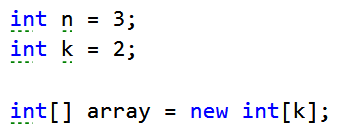 int n = 3;
int k = 2;
int[] array = new int[k];